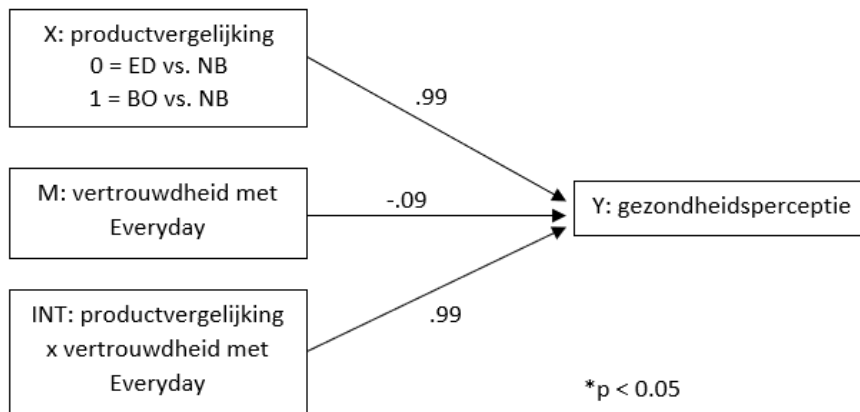 X: productvergelijking
0 = ED vs. NB
1 = BO vs. NB
.99
M: vertrouwdheid met
Everyday
-.09
Y: gezondheidsperceptie
INT: productvergelijking
x vertrouwdheid met
Everyday
.99
*p < 0.05